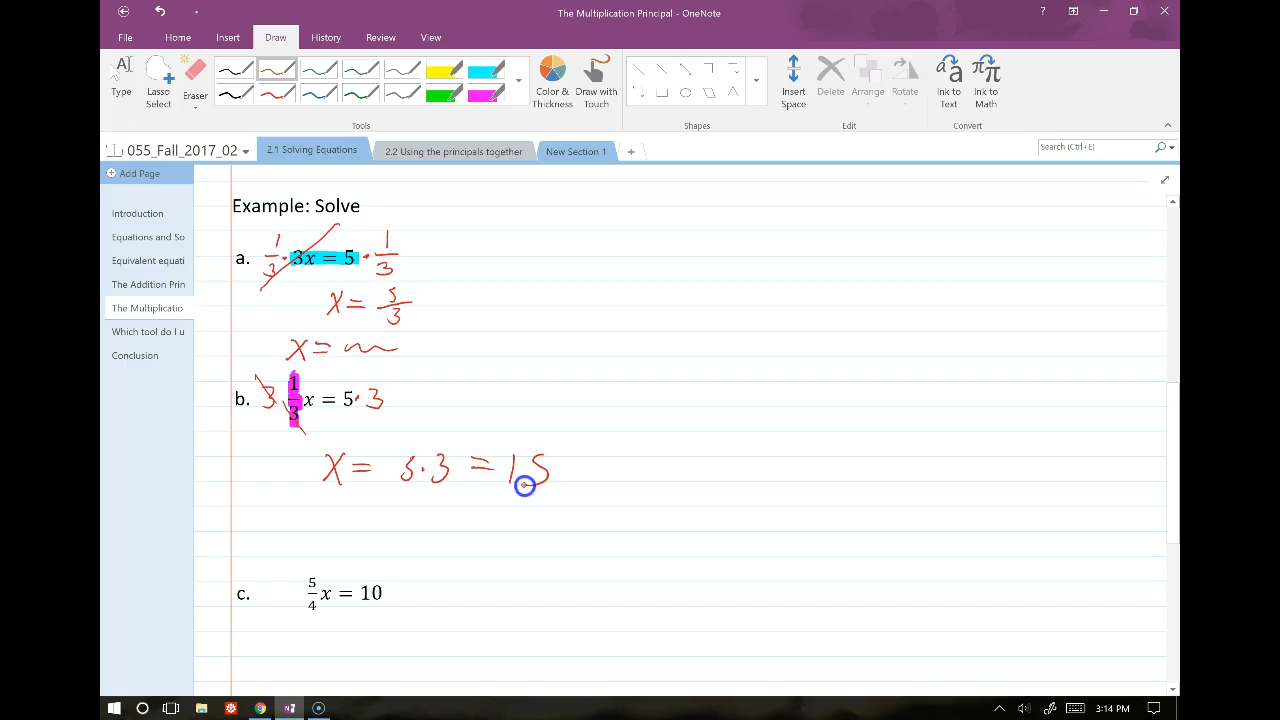 The Multiplication Principal - OneNote
?
File Home Insert Draw History Review View
Type
Lasso Select
Eraser
Color & Thickness
Draw with Touch
Insert Space
Delete
Arrange
Rotate
Ink to Text
Ink to Math
Tools Shapes Edit Convert
055_Fall_2017_02
2.1 Solving Equations
2.2 Using the principals together
New Section 1
+
Search (Ctrl+E)
Add Page
Introduction
Equations and So
Equivalent equati
The Addition Prin
The Multiplicatio
Which tool do I u
Conclusion
Example: Solve
a. 1/3 · 3x = 5 · 1/3
x = 5/3
x =
b. 3 1/3 x = 5 · 3
x = 5·3 = 15
c. 5/4 x = 10
3:14 PM